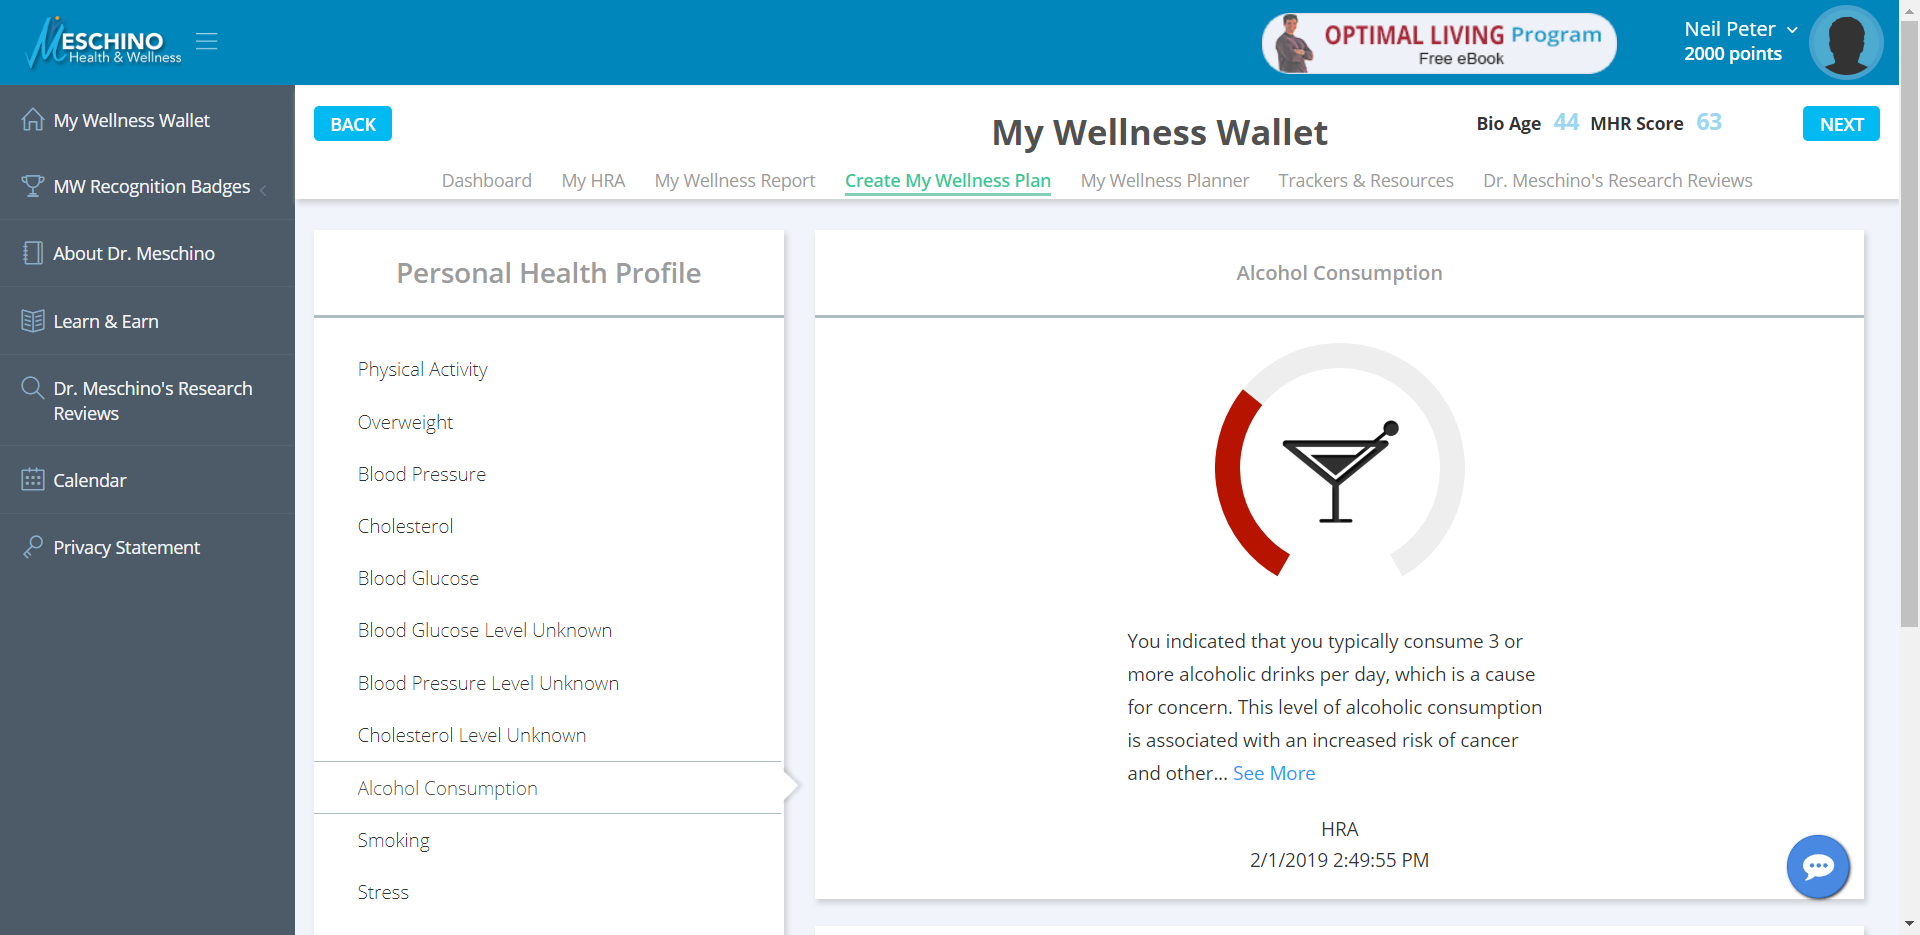 MESCHINO
Health & Wellness
OPTIMAL LIVING Program
Free eBook
Neil Peter
2000 points
My Wellness Wallet
MW Recognition Badges
About Dr. Meschino
Learn & Earn
Dr. Meschino's Research
Reviews
Calendar
Privacy Statement
BACK
My Wellness Wallet
Bio Age 44 MHR Score 63
NEXT
Dashboard My HRA My Wellness Report Create My Wellness Plan My Wellness Planner Trackers & Resources Dr. Meschino's Research Reviews
Personal Health Profile
Physical Activity
Overweight
Blood Pressure
Cholesterol
Blood Glucose
Blood Glucose Level Unknown
Blood Pressure Level Unknown
Cholesterol Level Unknown
Alcohol Consumption
Smoking
Stress
Alcohol Consumption
You indicated that you typically consume 3 or
more alcoholic drinks per day, which is a cause
for concern. This level of alcoholic consumption
is associated with an increased risk of cancer
and other... See More
HRA
2/1/2019 2:49:55 PM